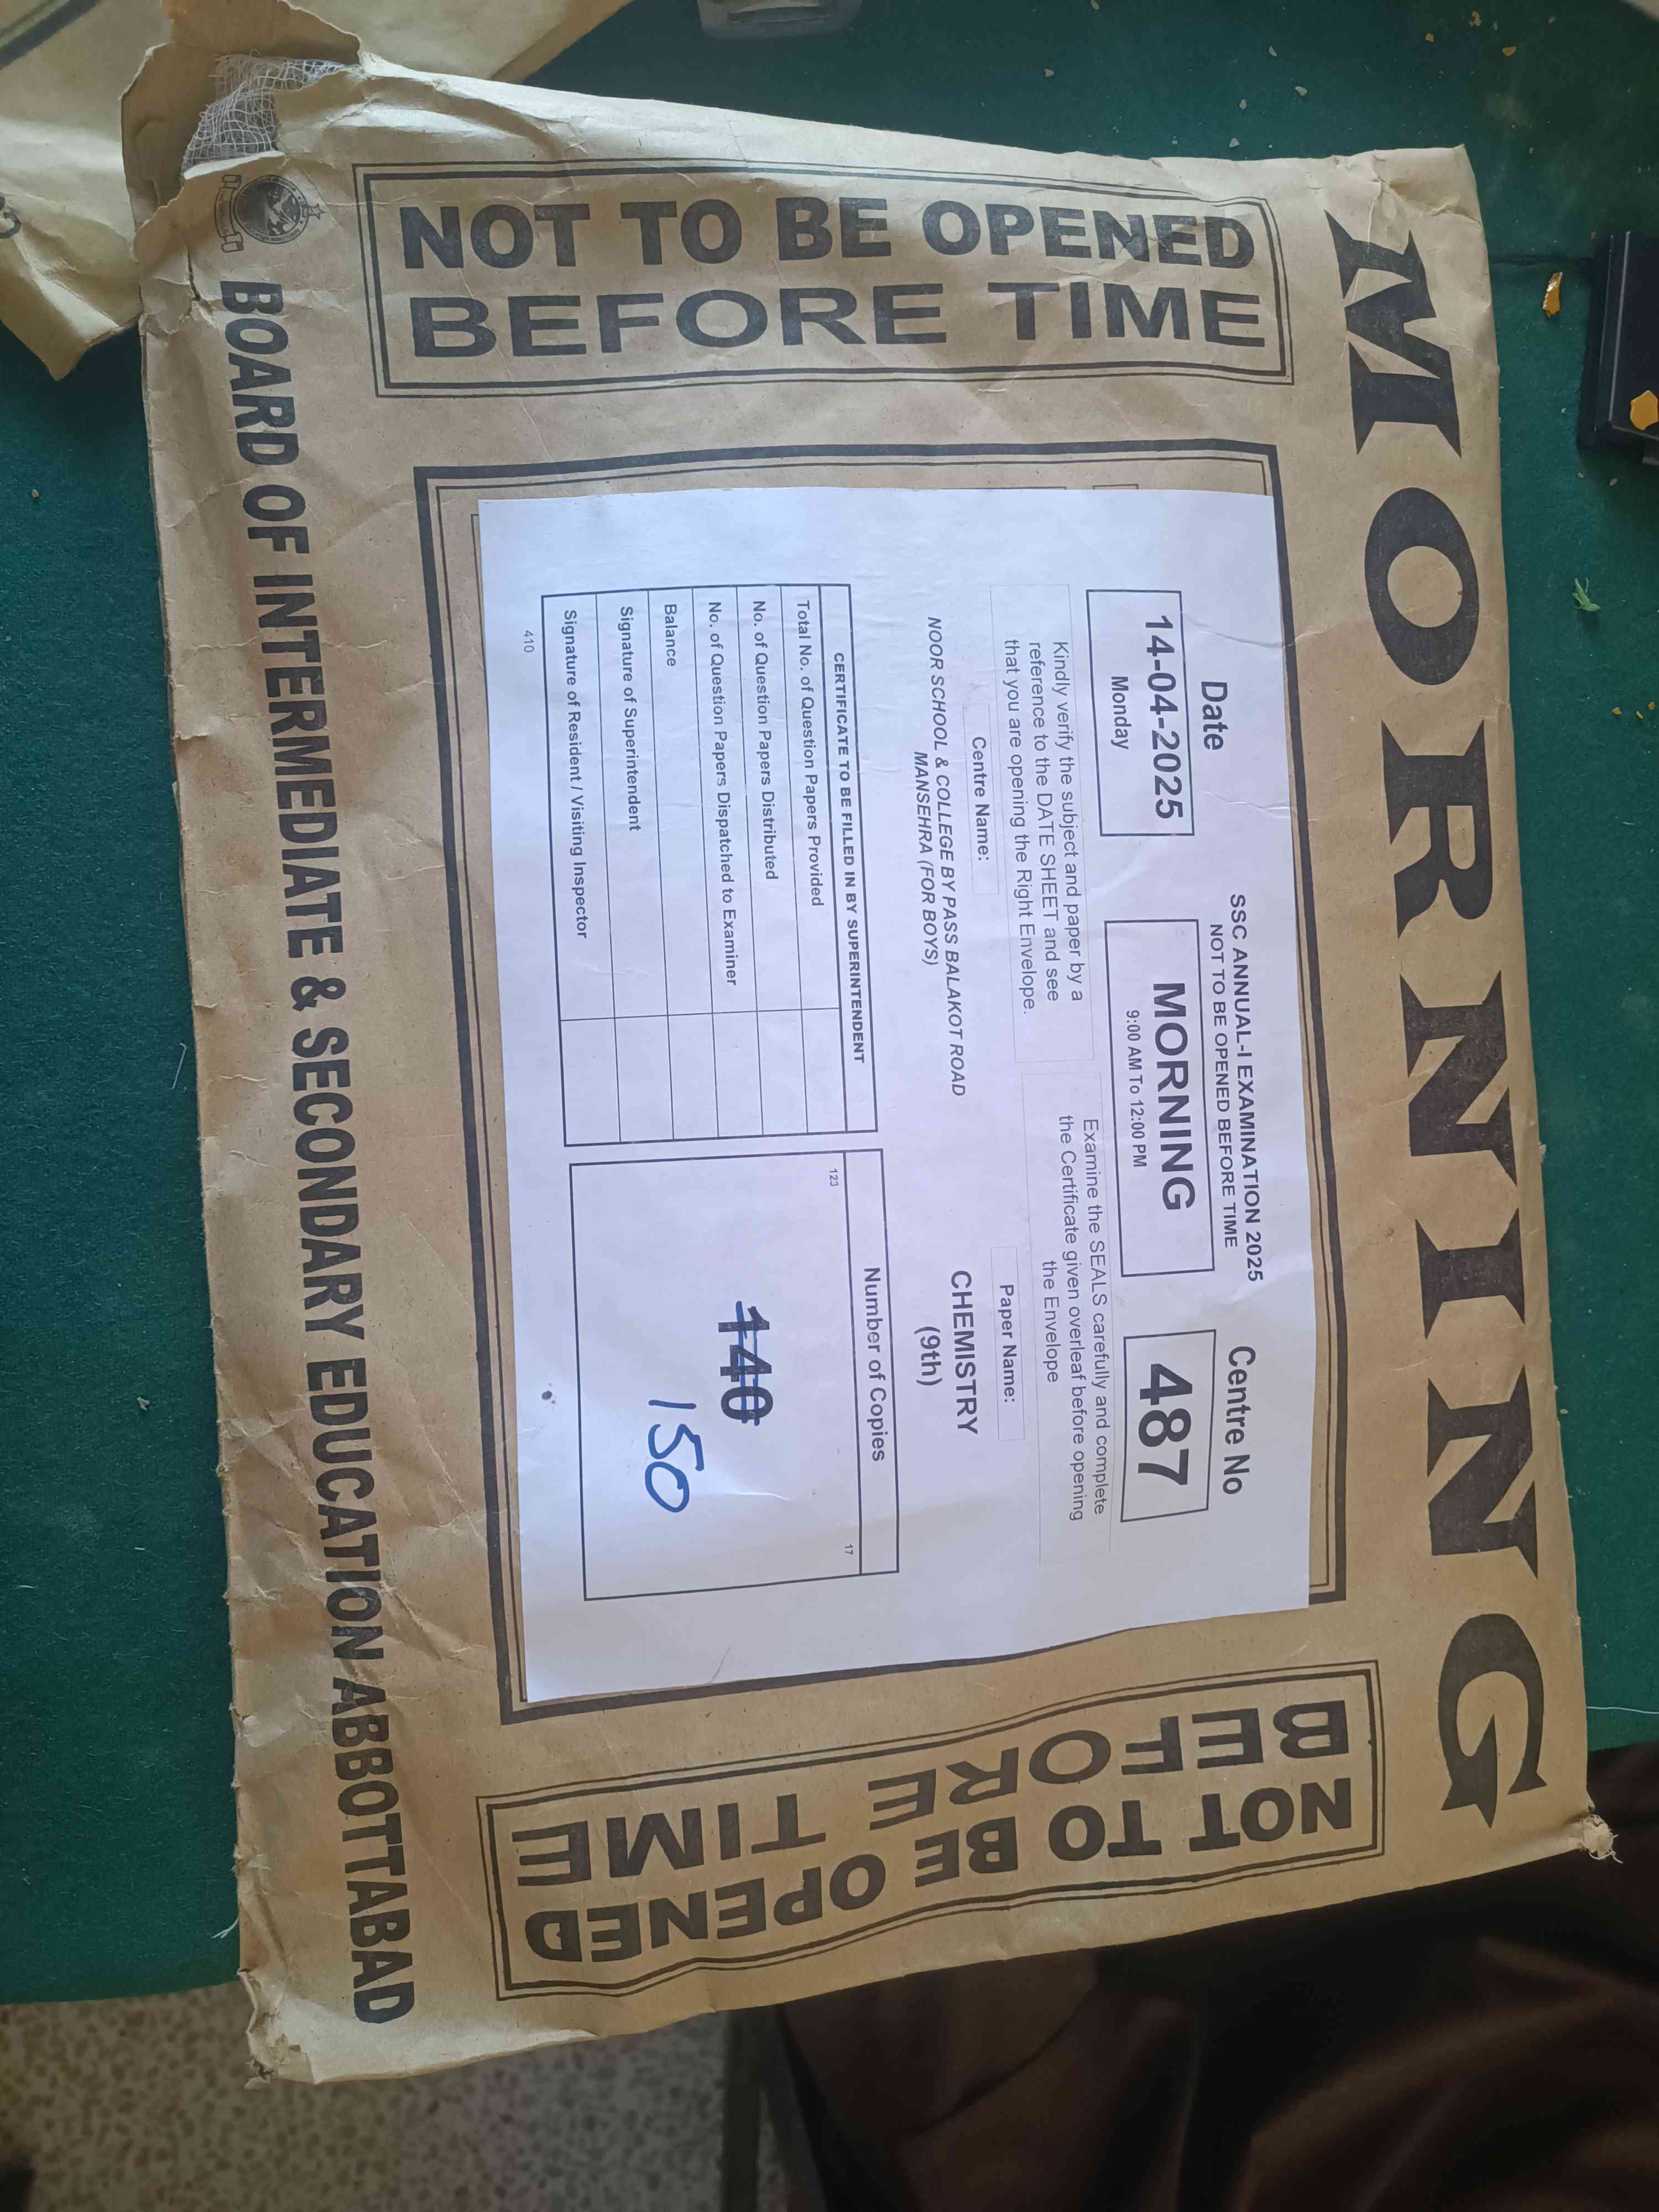 MORNING
NOT TO BE OPENED
BEFORE TIME
Date
14-04-2025
Monday
SSC ANNUAL-I EXAMINATION 2025
NOT TO BE OPENED BEFORE TIME
MORNING
9:00 AM To 12:00 PM
Centre No
487
Kindly verify the subject and paper by a
reference to the DATE SHEET and see
that you are opening the Right Envelope.
Examine the SEALS carefully and complete
the Certificate given overleaf before opening
the Envelope
Centre Name:
NOOR SCHOOL & COLLEGE BY PASS BALAKOT ROAD
MANSEHRA (FOR BOYS)
Paper Name:
CHEMISTRY
(9th)
CERTIFICATE TO BE FILLED IN BY SUPERINTENDENT
Total No. of Question Papers Provided
No. of Question Papers Distributed
No. of Question Papers Dispatched to Examiner
Balance
Signature of Superintendent
Signature of Resident / Visiting Inspector
410
Number of Copies
123
17
140
150
NOT TO BE OPENED
BEFORE TIME
BOARD OF INTERMEDIATE & SECONDARY EDUCATION ABBOTTABAD